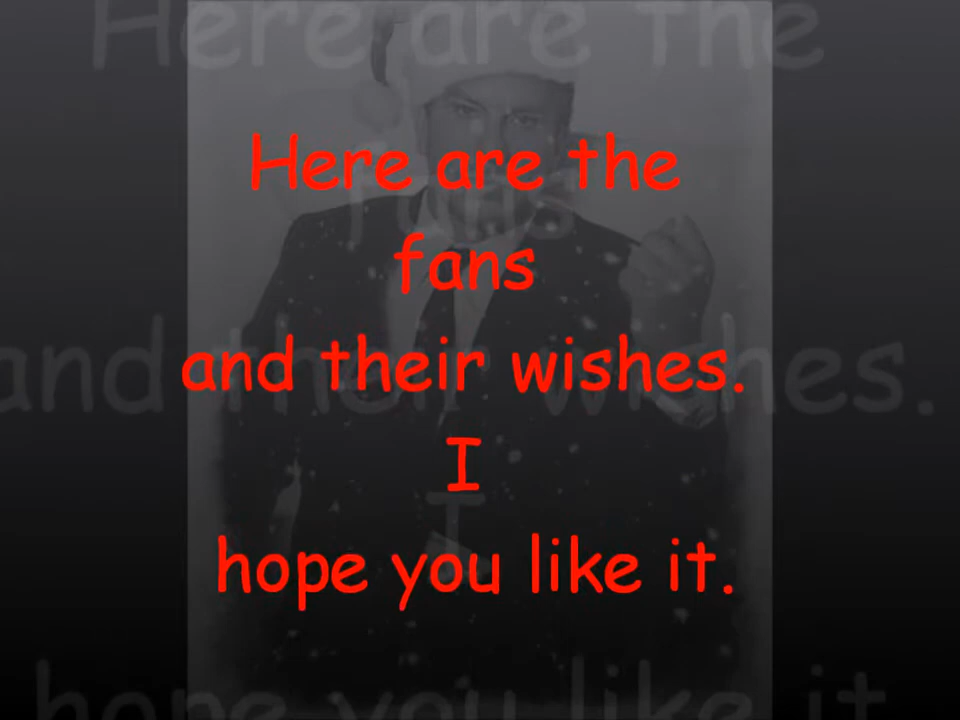 Here are the
fans
and their wishes.
I
hope you like it.